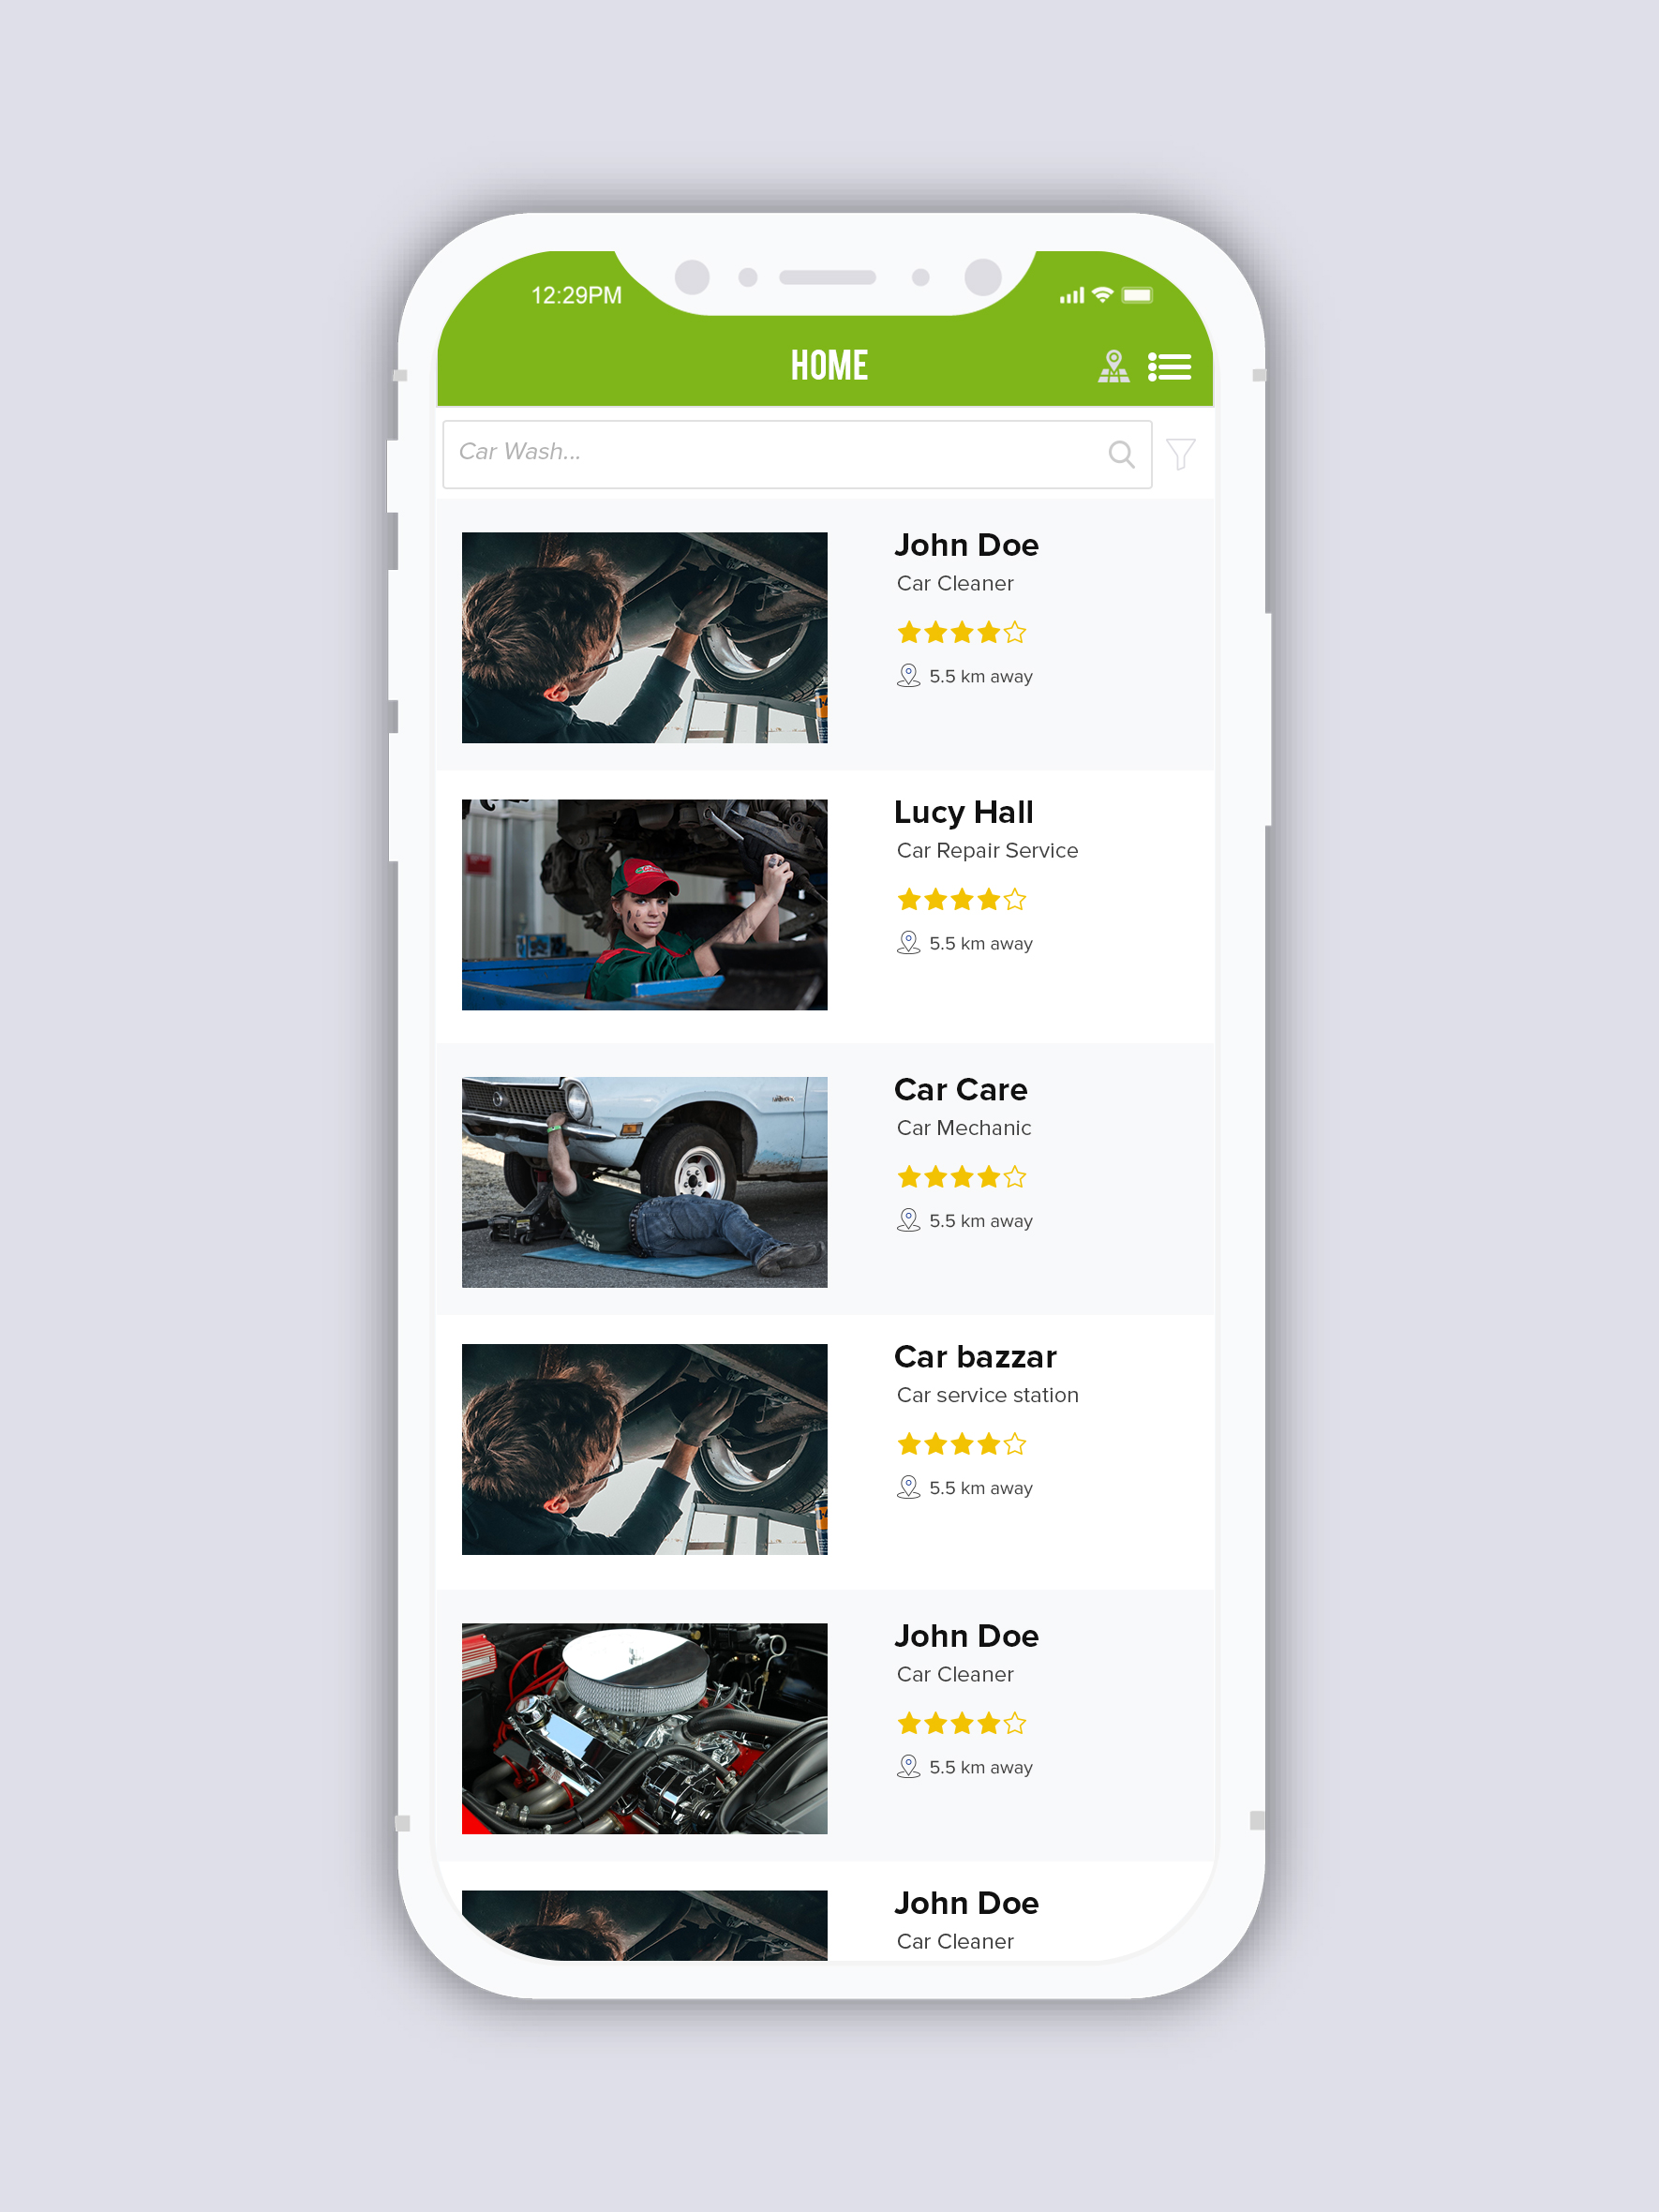 12:29PM
HOME
Car Wash...
John Doe
Car Cleaner
5.5 km away
Lucy Hall
Car Repair Service
5.5 km away
Car Care
Car Mechanic
5.5 km away
Car bazzar
Car service station
5.5 km away
John Doe
Car Cleaner
5.5 km away
John Doe
Car Cleaner